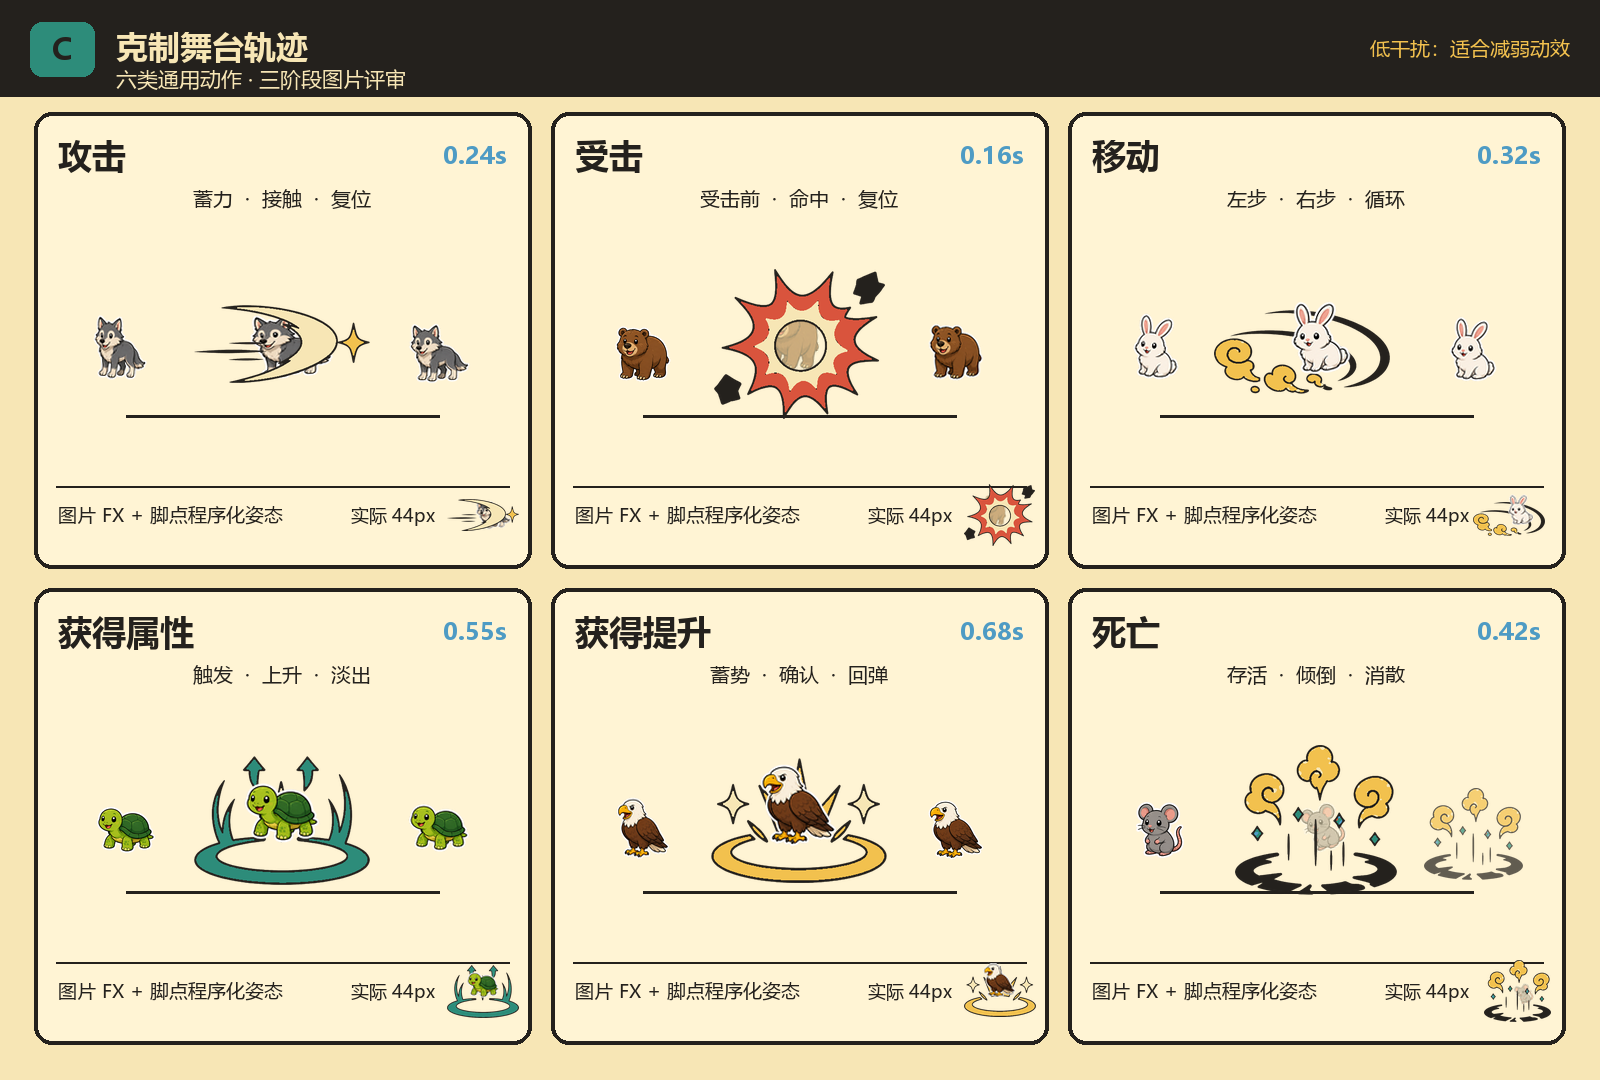 C
克制舞台轨迹
六类通用动作 · 三阶段图片评审
低干扰：适合减弱动效
攻击
0.24s
蓄力 · 接触 · 复位
图片 FX + 脚点程序化姿态
实际 44px
受击
0.16s
受击前 · 命中 · 复位
图片 FX + 脚点程序化姿态
实际 44px
移动
0.32s
左步 · 右步 · 循环
图片 FX + 脚点程序化姿态
实际 44px
获得属性
0.55s
触发 · 上升 · 淡出
图片 FX + 脚点程序化姿态
实际 44px
获得提升
0.68s
蓄势 · 确认 · 回弹
图片 FX + 脚点程序化姿态
实际 44px
死亡
0.42s
存活 · 倾倒 · 消散
图片 FX + 脚点程序化姿态
实际 44px